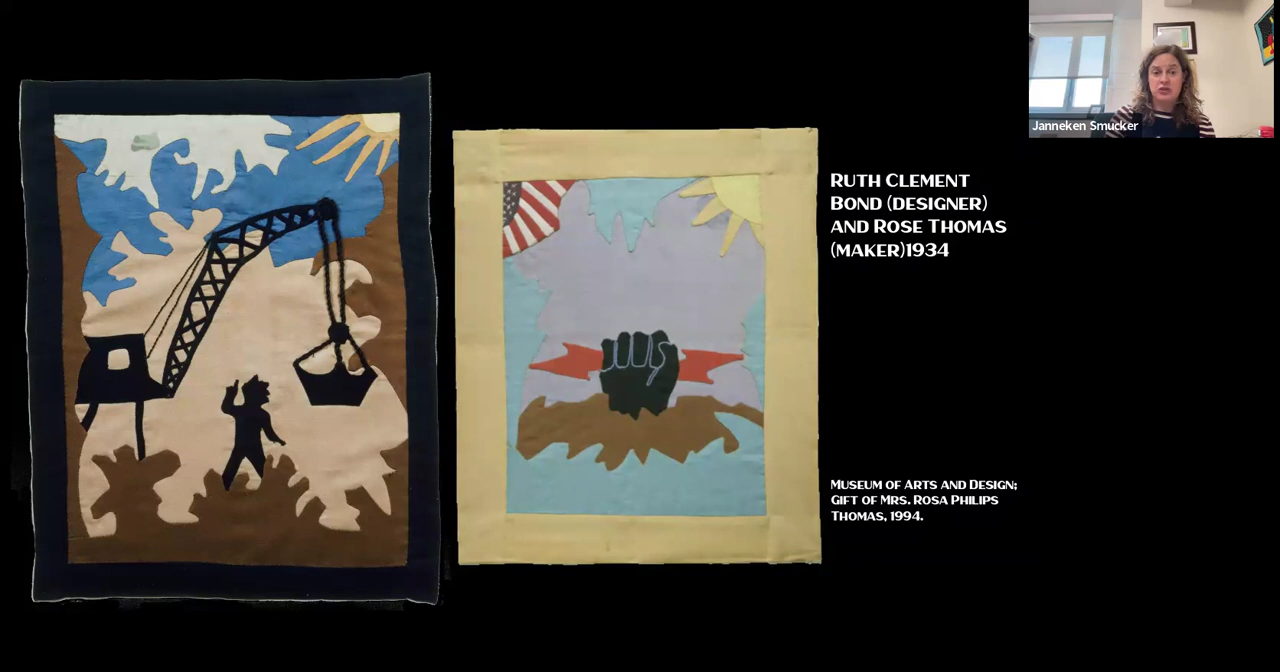 Janneken Smucker
Ruth Clement
Bond (designer)
and Rose Thomas
(maker)1934
Museum of Arts and Design;
gift of Mrs. Rosa Philips
Thomas, 1994.